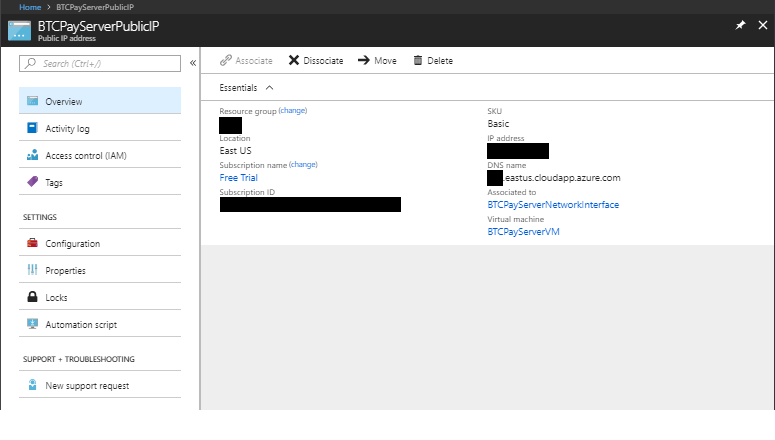 Home > BTCPayServerPublicIP
BTCPayServerPublicIP
Public IP address
Search (Ctrl+/)
«
Overview
Activity log
Access control (IAM)
Tags
SETTINGS
Configuration
Properties
Locks
Automation script
SUPPORT + TROUBLESHOOTING
New support request
Associate Dissociate Move Delete
Essentials
Resource group (change)
Location
East US
Subscription name (change)
Free Trial
Subscription ID
SKU
Basic
IP address
DNS name
.eastus.cloudapp.azure.com
Associated to
BTCPayServerNetworkInterface
Virtual machine
BTCPayServerVM